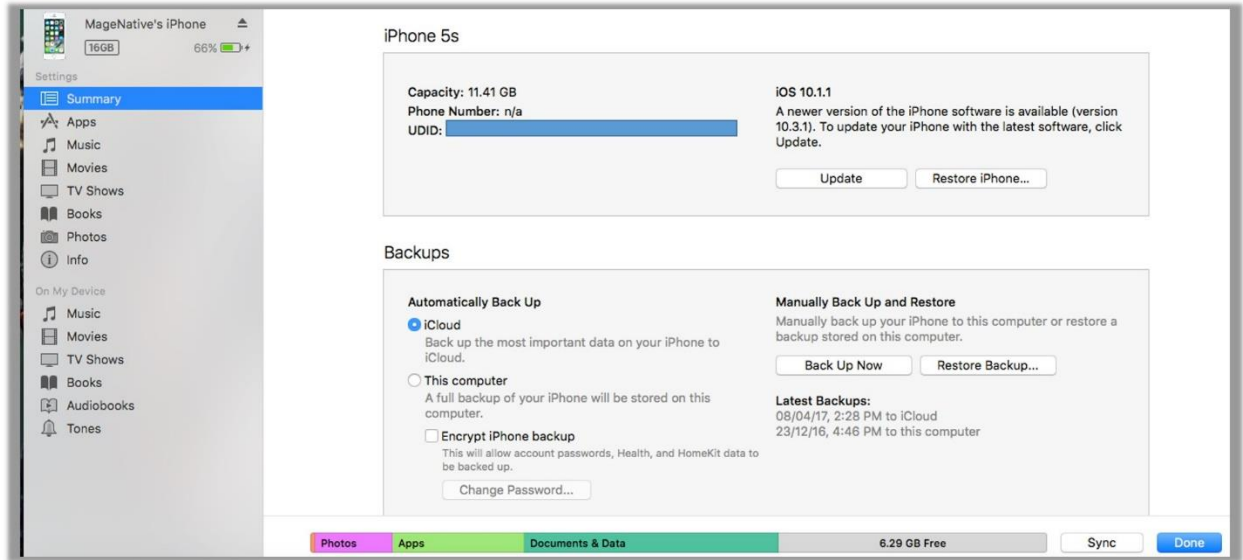 MageNative's iPhone
16GB
66%
Settings
Summary
Apps
Music
Movies
TV Shows
Books
Photos
Info
On My Device
Music
Movies
TV Shows
Books
Audiobooks
Tones
iPhone 5s
Capacity: 11.41 GB
Phone Number: n/a
UDID:
iOS 10.1.1
A newer version of the iPhone software is available (version
10.3.1). To update your iPhone with the latest software, click
Update.
Update
Restore iPhone...
Backups
Automatically Back Up
iCloud
Back up the most important data on your iPhone to
iCloud.
This computer
A full backup of your iPhone will be stored on this
computer.
Encrypt iPhone backup
This will allow account passwords, Health, and HomeKit data to
be backed up.
Change Password...
Manually Back Up and Restore
Manually back up your iPhone to this computer or restore a
backup stored on this computer.
Back Up Now
Restore Backup...
Latest Backups:
08/04/17, 2:28 PM to iCloud
23/12/16, 4:46 PM to this computer
Photos
Apps
Documents & Data
6.29 GB Free
Sync
Done